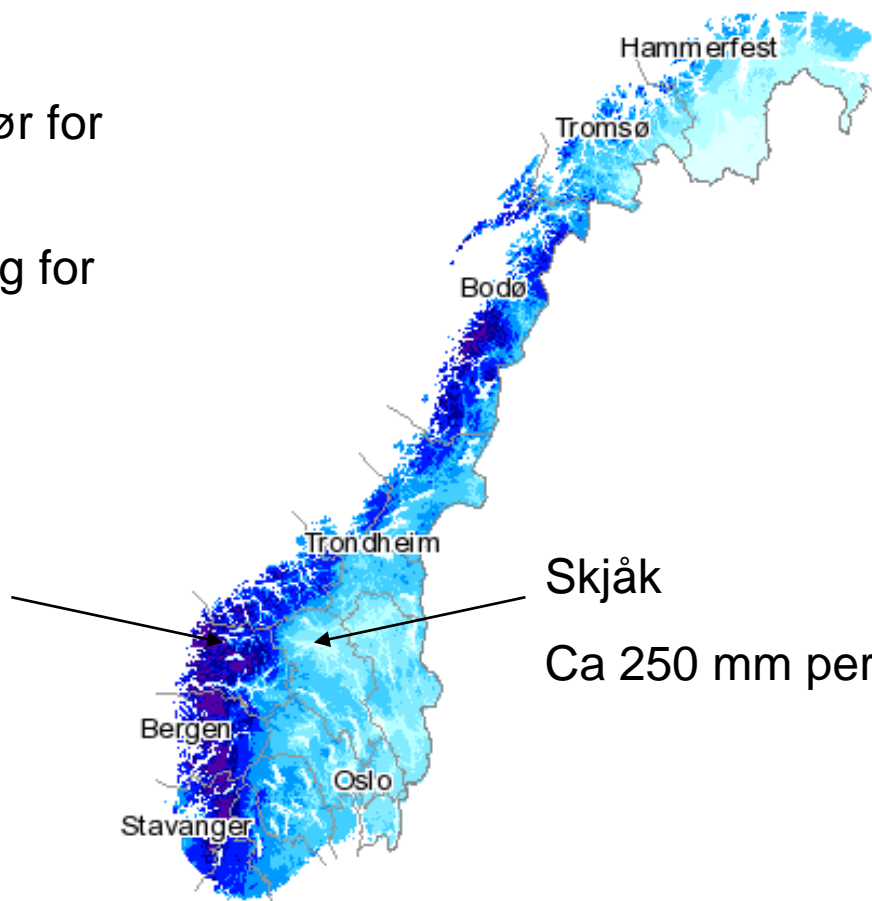 Hammerfest
ør for
Tromsø
g for
Bodø
Trondheim
Skjåk
Ca 250 mm per
Bergen
Oslo
Stavanger